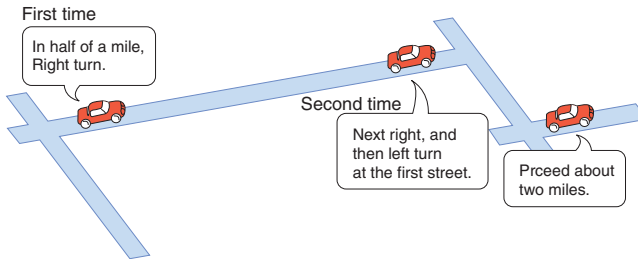 First time
In half of a mile,
Right turn.
Second time
Next right, and
then left turn
at the first street.
Prceed about
two miles.